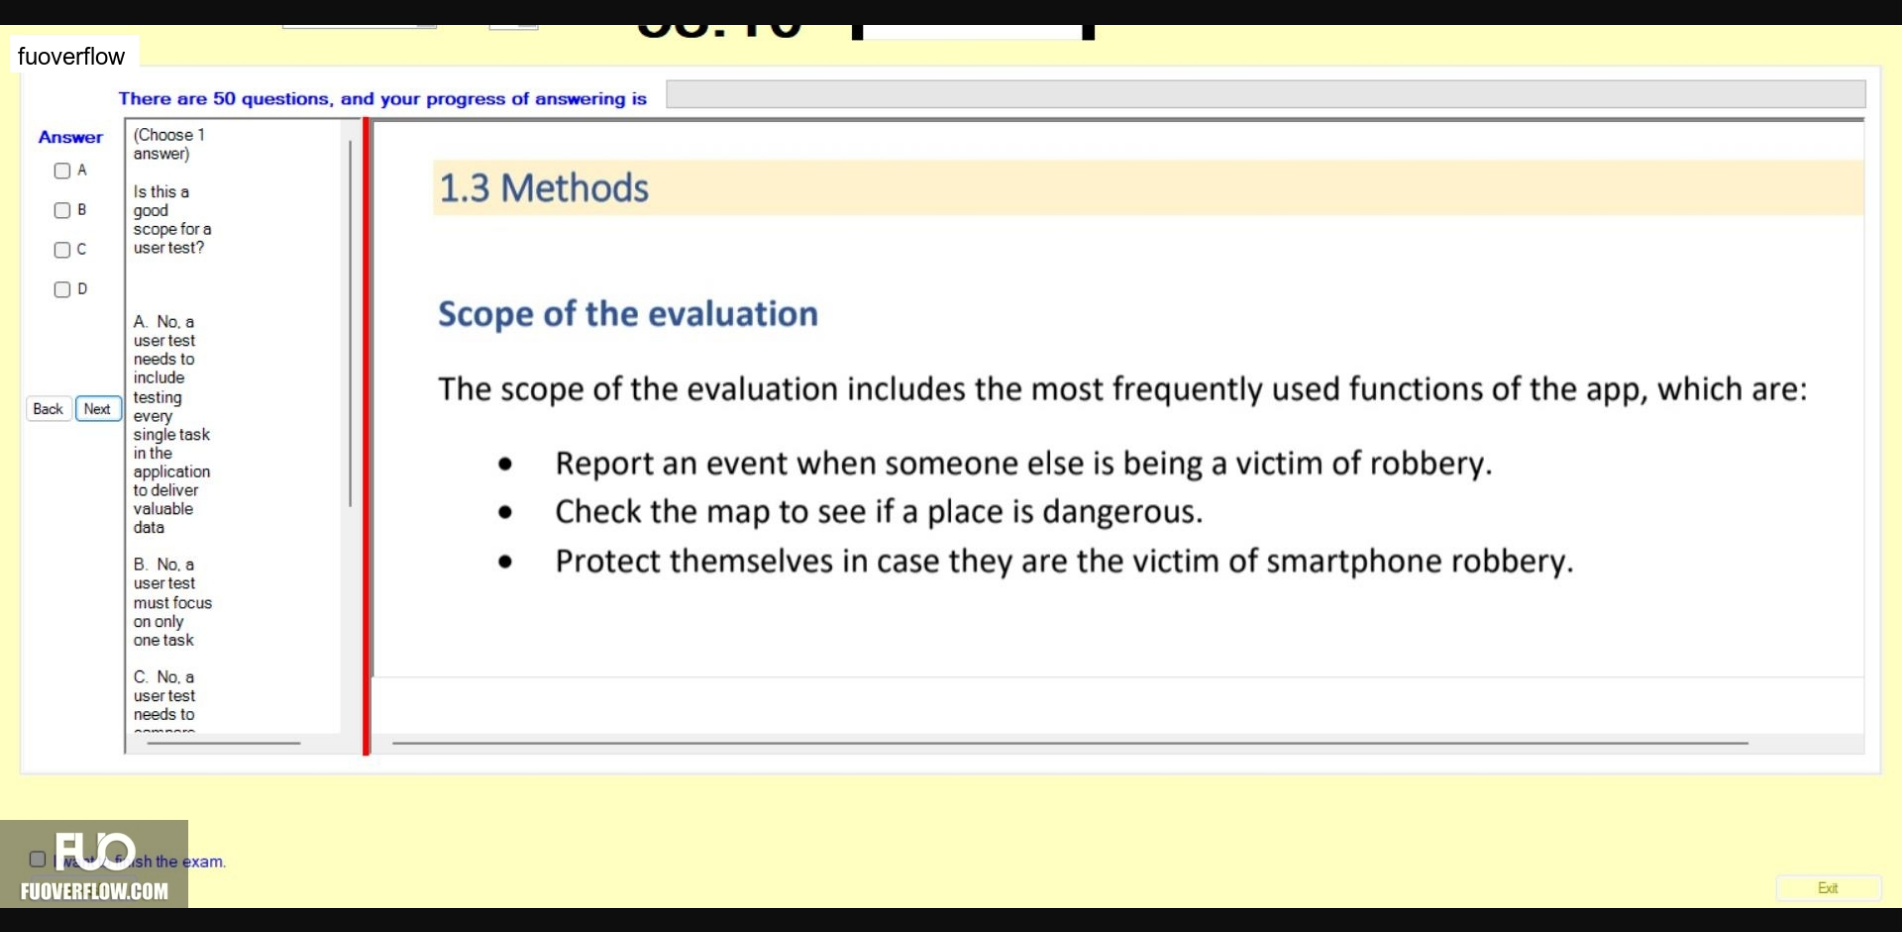 fuoverflow
There are 50 questions, and your progress of answering is
Answer
A
B
C
D
Back
Next
(Choose 1
answer)
Is this a
good
scope for a
user test?
A. No, a
user test
needs to
include
testing
every
single task
in the
application
to deliver
valuable
data
B. No, a
user test
must focus
on only
one task
C. No, a
user test
needs to
1.3 Methods
Scope of the evaluation
The scope of the evaluation includes the most frequently used functions of the app, which are:
• Report an event when someone else is being a victim of robbery.
• Check the map to see if a place is dangerous.
• Protect themselves in case they are the victim of smartphone robbery.
FUO
the exam.
FUOVERFLOW.COM
Exit